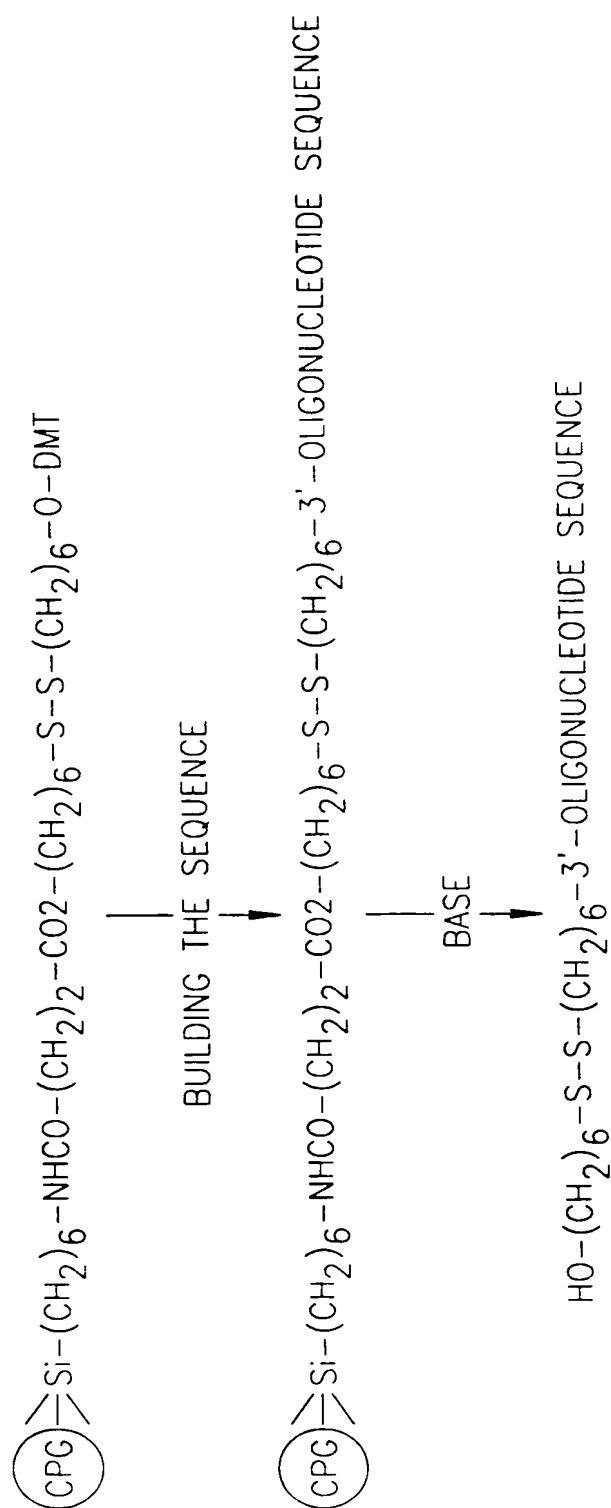 CPG Si-(CH2)6-NHCO-(CH2)2-CO2-(CH2)6-S-S-(CH2)6-O-DMT
BUILDING THE SEQUENCE
CPG Si-(CH2)6-NHCO-(CH2)2-CO2-(CH2)6-S-S-(CH2)6-3'-OLIGONUCLEOTIDE SEQUENCE
BASE
HO-(CH2)6-S-S-(CH2)6-3'-OLIGONUCLEOTIDE SEQUENCE